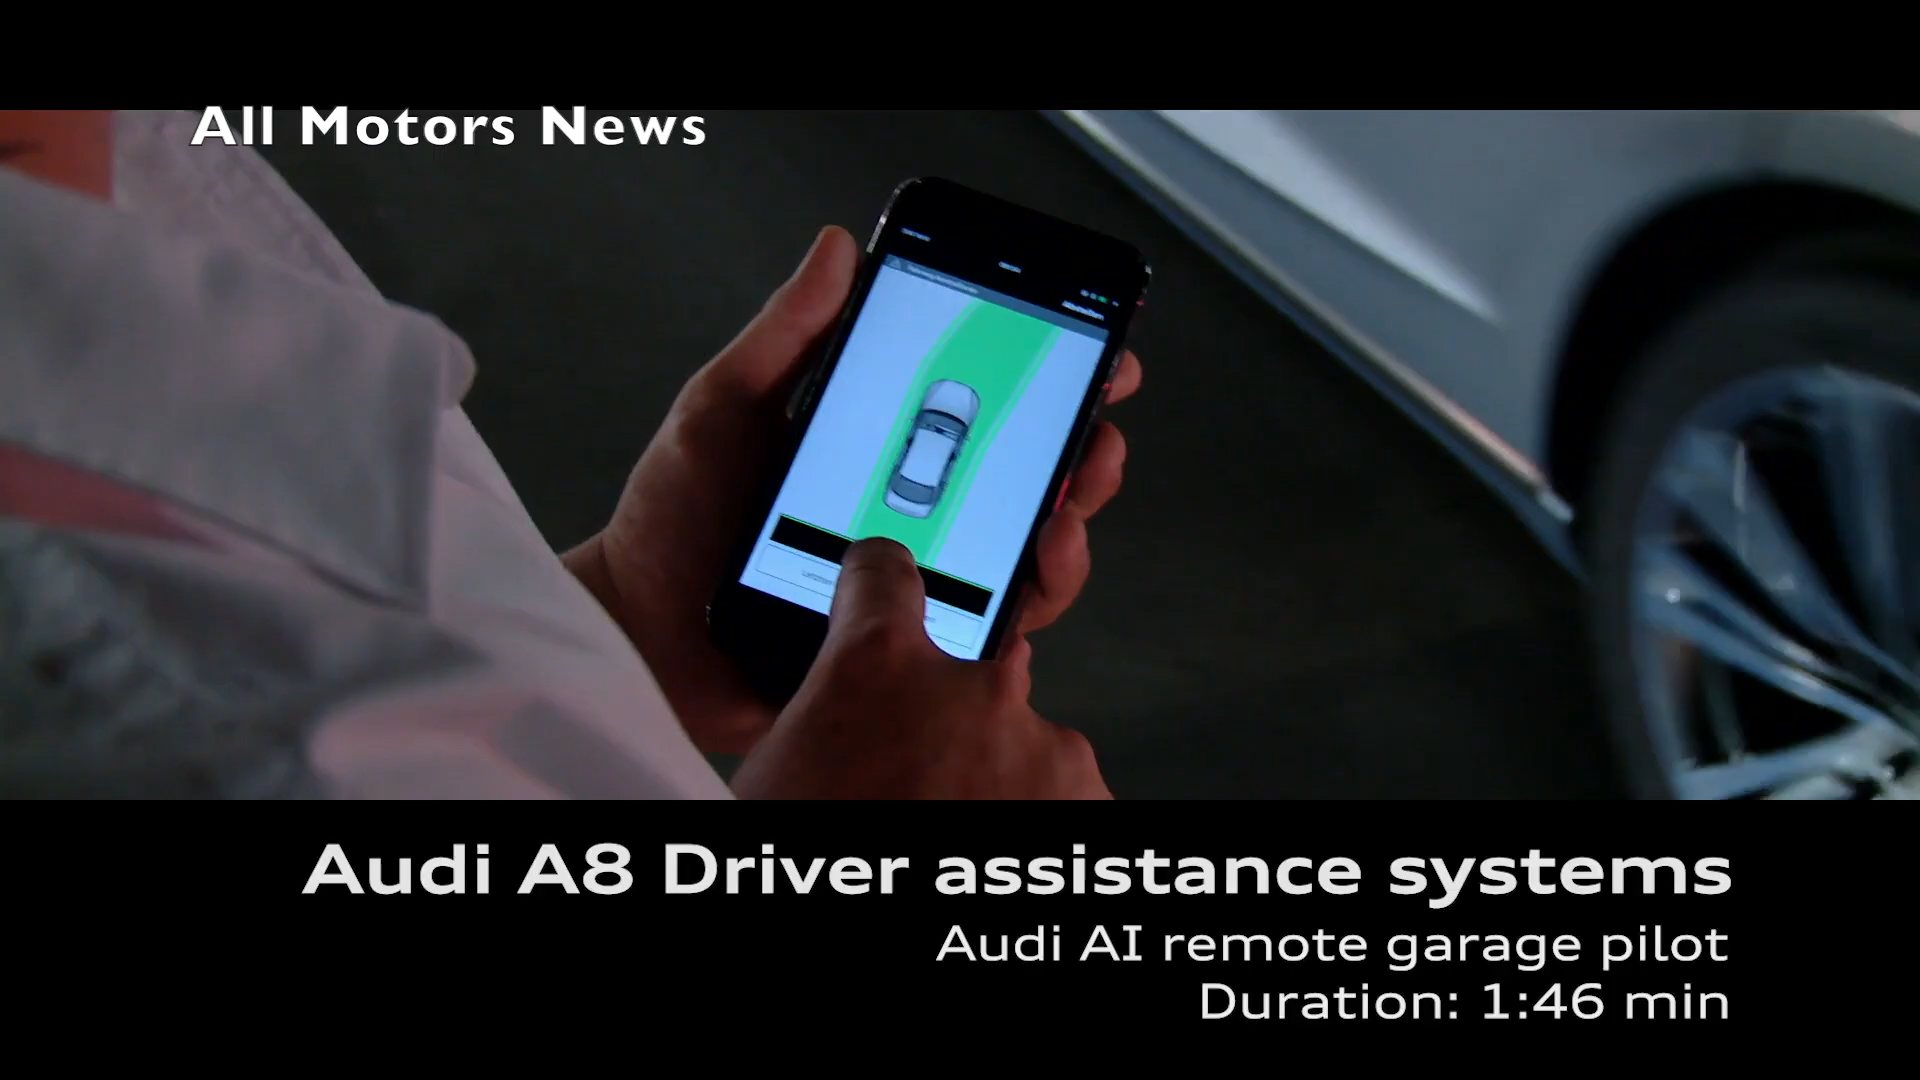 All Motors News
Audi A8 Driver assistance systems
Audi AI remote garage pilot
Duration: 1:46 min